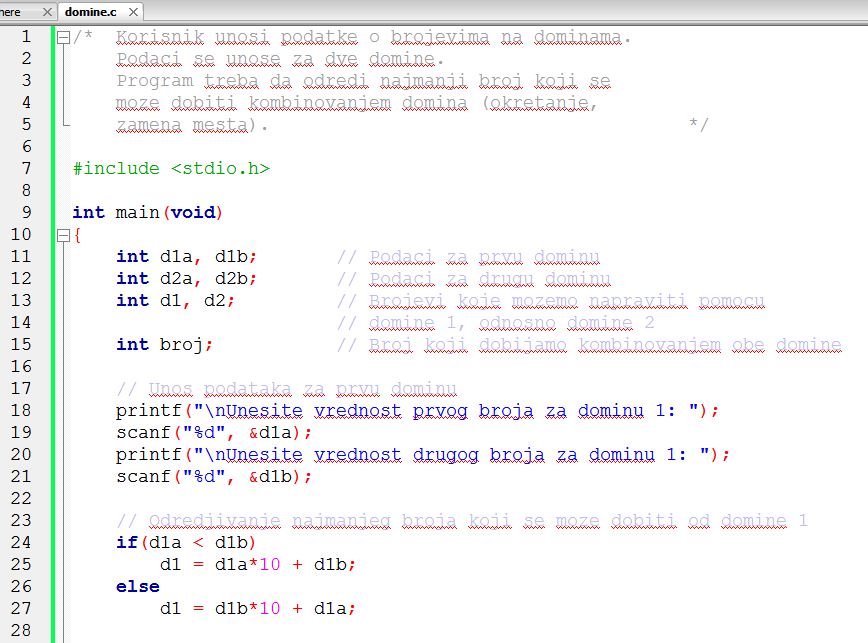 here domine.c
1 /* Korisnik unosi podatke o brojevima na dominama.
2 Podaci se unose za dve domine.
3 Program treba da odredi najmanji broj koji se
4 moze dobiti kombinovanjem domina (okretanje,
5 zamena mesta). */
6
7 #include <stdio.h>
8
9 int main(void)
10 {
11 int d1a, d1b; // Podaci za prvu dominu
12 int d2a, d2b; // Podaci za drugu dominu
13 int d1, d2; // Brojevi koje mozemo napraviti pomocu
14 // domine 1, odnosno domine 2
15 int broj; // Broj koji dobijamo kombinovanjem obe domine
16
17 // Unos podataka za prvu dominu
18 printf("\nUnesite vrednost prvog broja za dominu 1: ");
19 scanf("%d", &d1a);
20 printf("\nUnesite vrednost drugog broja za dominu 1: ");
21 scanf("%d", &d1b);
22
23 // Odredjivanje najmanjeg broja koji se moze dobiti od domine 1
24 if(d1a < d1b)
25 d1 = d1a*10 + d1b;
26 else
27 d1 = d1b*10 + d1a;
28